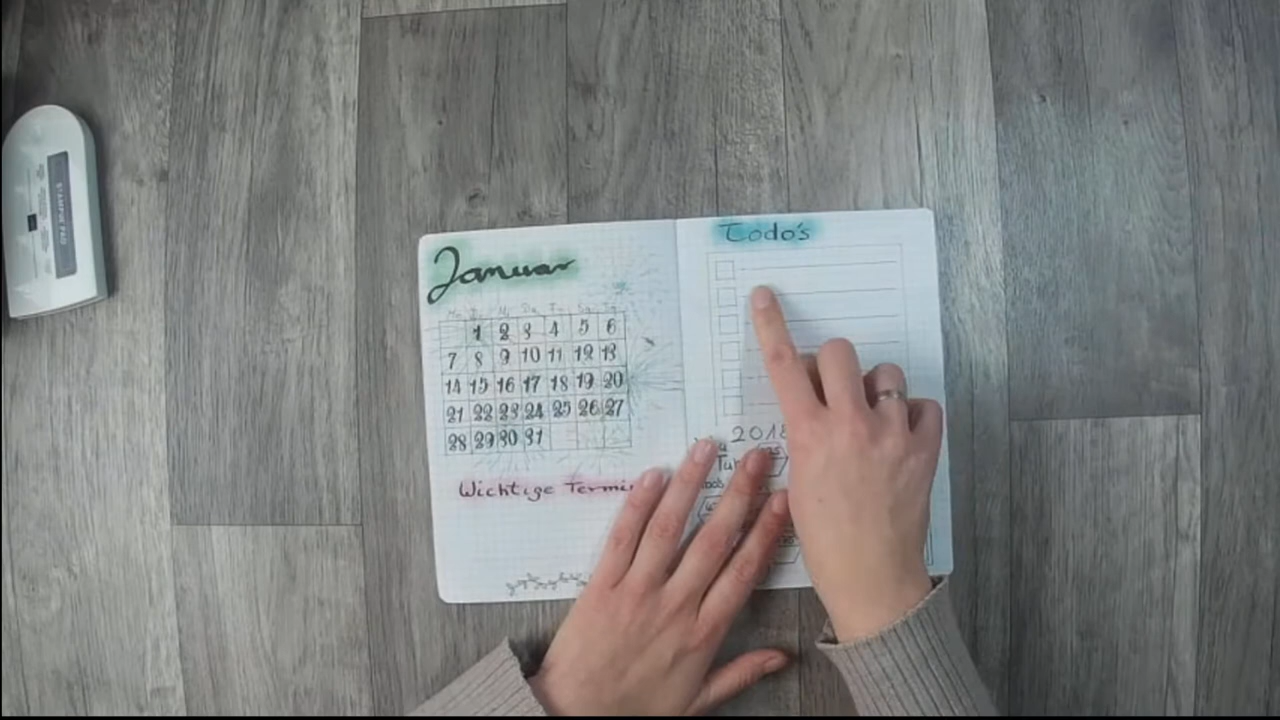 Januar
Mo Di Mi Do Fr Sa So
1 2 3 4 5 6
7 8 9 10 11 12 13
14 15 16 17 18 19 20
21 22 23 24 25 26 27
28 29 30 31
Wichtige Termi
Todo's
2018
STAMP PAD